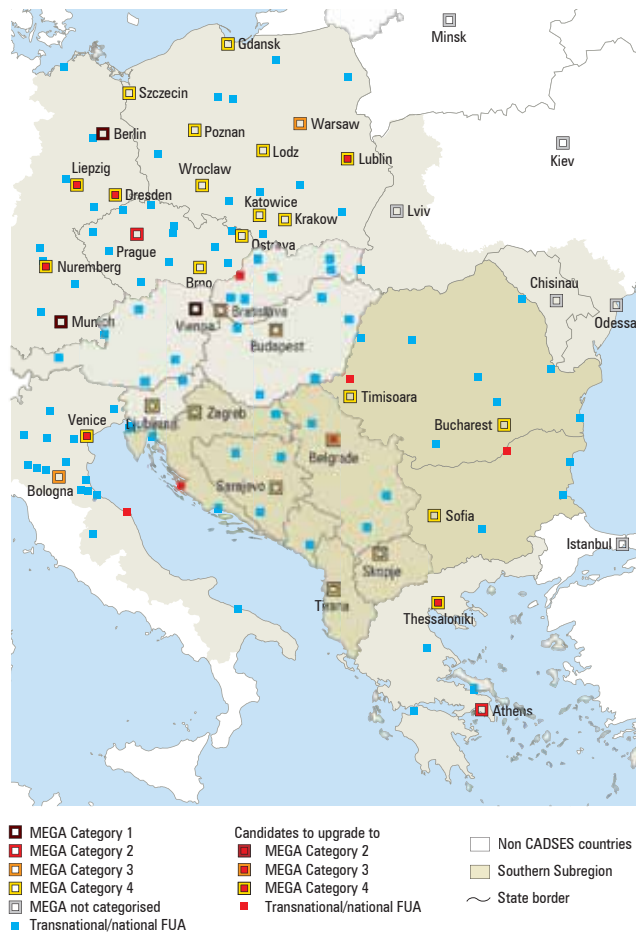 Minsk
Gdansk
Szczecin
Berlin
Poznan
Warsaw
Kiev
Lodz
Lublin
Liepzig
Dresden
Wroclaw
Katowice
Krakow
Lviv
Prague
Ostrava
Nuremberg
Brno
Chisinau
Odessa
Munich
Vienna
Bratislava
Budapest
Timisoara
Venice
Ljubljana
Zagreb
Bucharest
Belgrade
Bologna
Sarajevo
Sofia
Istanbul
Skopje
Tirana
Thessaloniki
Athens
MEGA Category 1
MEGA Category 2
MEGA Category 3
MEGA Category 4
MEGA not categorised
Transnational/national FUA
Candidates to upgrade to
MEGA Category 2
MEGA Category 3
MEGA Category 4
Transnational/national FUA
Non CADSES countries
Southern Subregion
State border